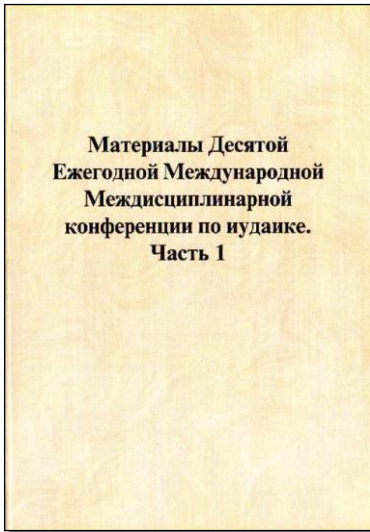 Материалы Десятой
Ежегодной Международной
Междисциплинарной
конференции по иудаике.
Часть 1